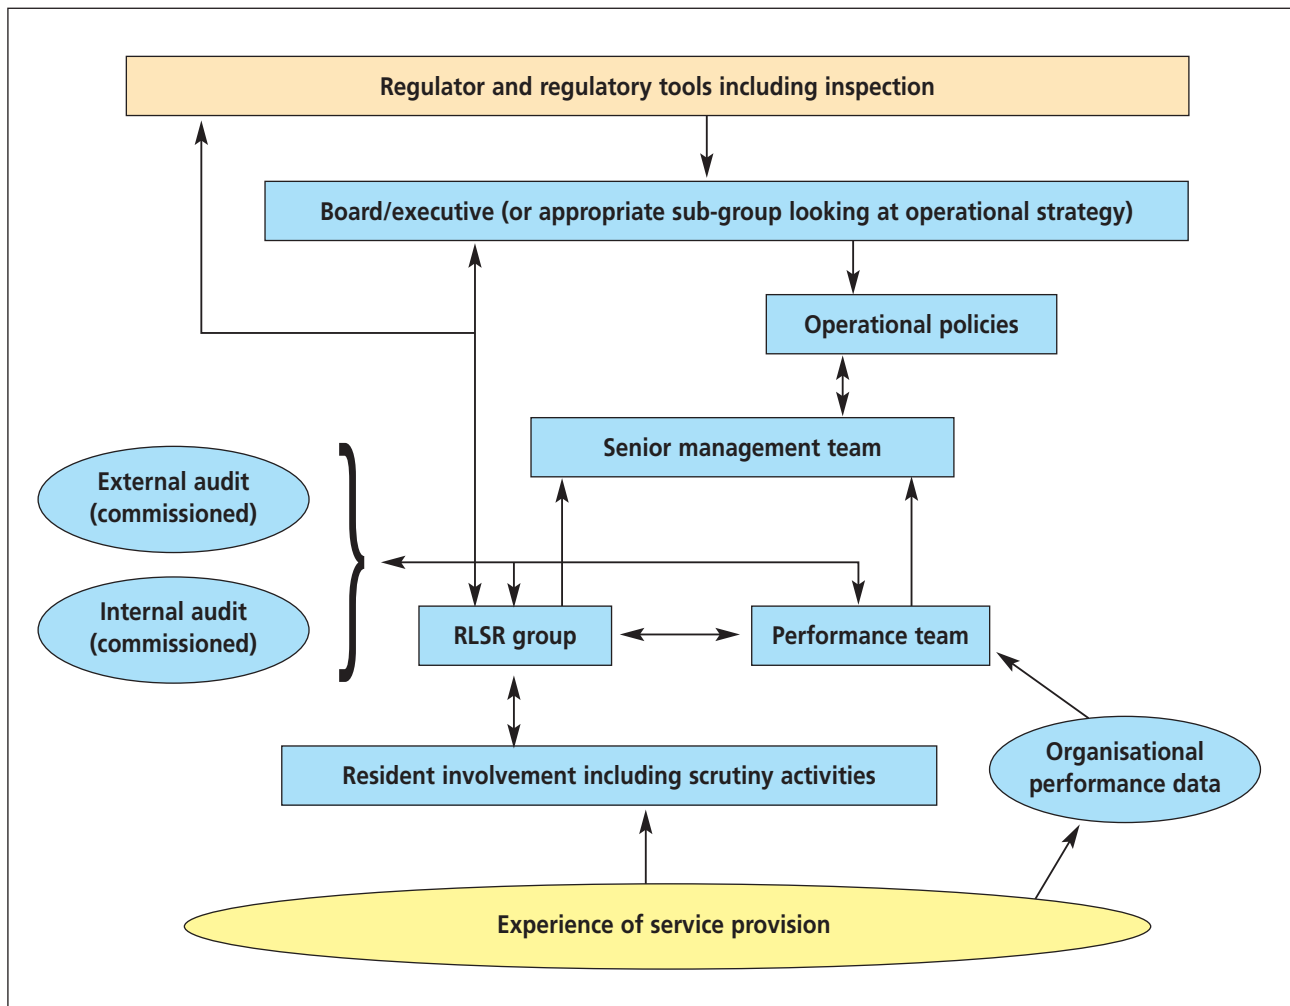 Regulator and regulatory tools including inspection
Board/executive (or appropriate sub-group looking at operational strategy)
Operational policies
Senior management team
External audit
(commissioned)
Internal audit
(commissioned)
RLSR group
Performance team
Resident involvement including scrutiny activities
Organisational
performance data
Experience of service provision